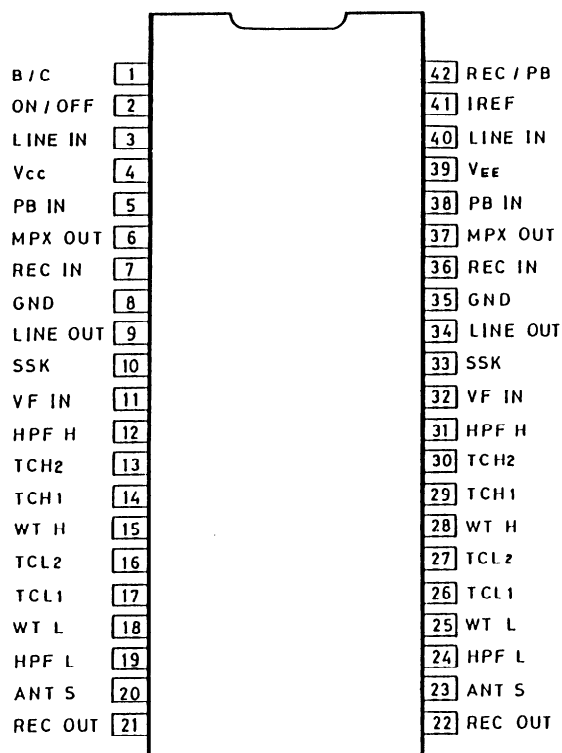 B/C 1 42 REC/PB
ON/OFF 2 41 IREF
LINE IN 3 40 LINE IN
Vcc 4 39 VEE
PB IN 5 38 PB IN
MPX OUT 6 37 MPX OUT
REC IN 7 36 REC IN
GND 8 35 GND
LINE OUT 9 34 LINE OUT
SSK 10 33 SSK
VF IN 11 32 VF IN
HPF H 12 31 HPF H
TCH2 13 30 TCH2
TCH1 14 29 TCH1
WT H 15 28 WT H
TCL2 16 27 TCL2
TCL1 17 26 TCL1
WT L 18 25 WT L
HPF L 19 24 HPF L
ANT S 20 23 ANT S
REC OUT 21 22 REC OUT